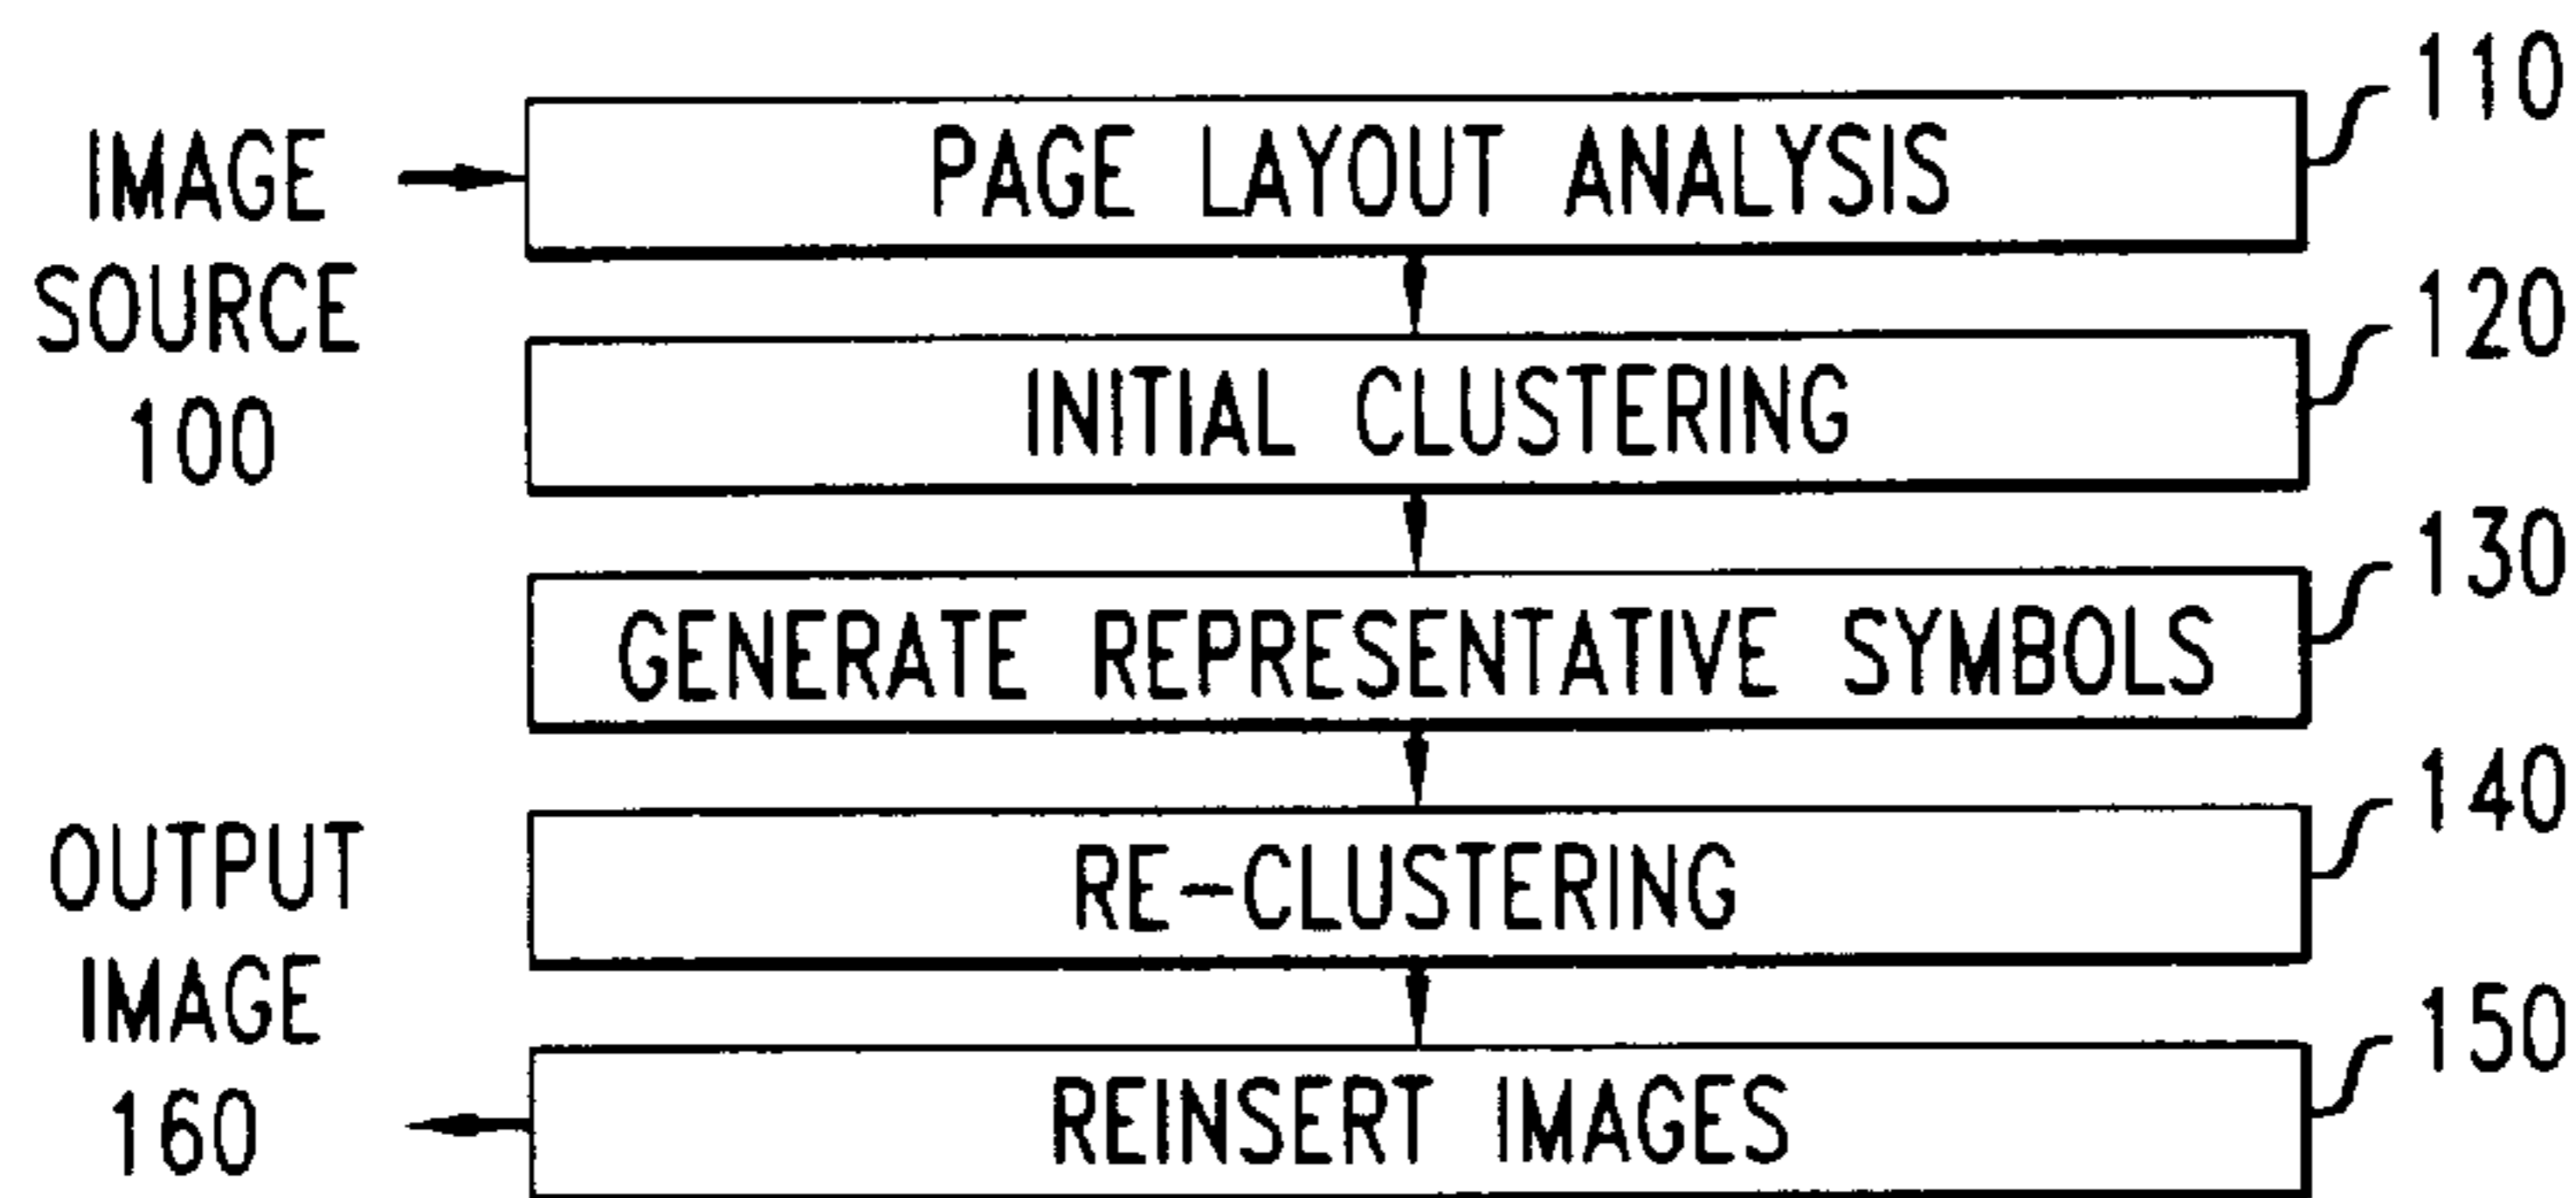 IMAGE
SOURCE
100
PAGE LAYOUT ANALYSIS
110
INITIAL CLUSTERING
120
GENERATE REPRESENTATIVE SYMBOLS
130
RE-CLUSTERING
140
REINSERT IMAGES
150
OUTPUT
IMAGE
160